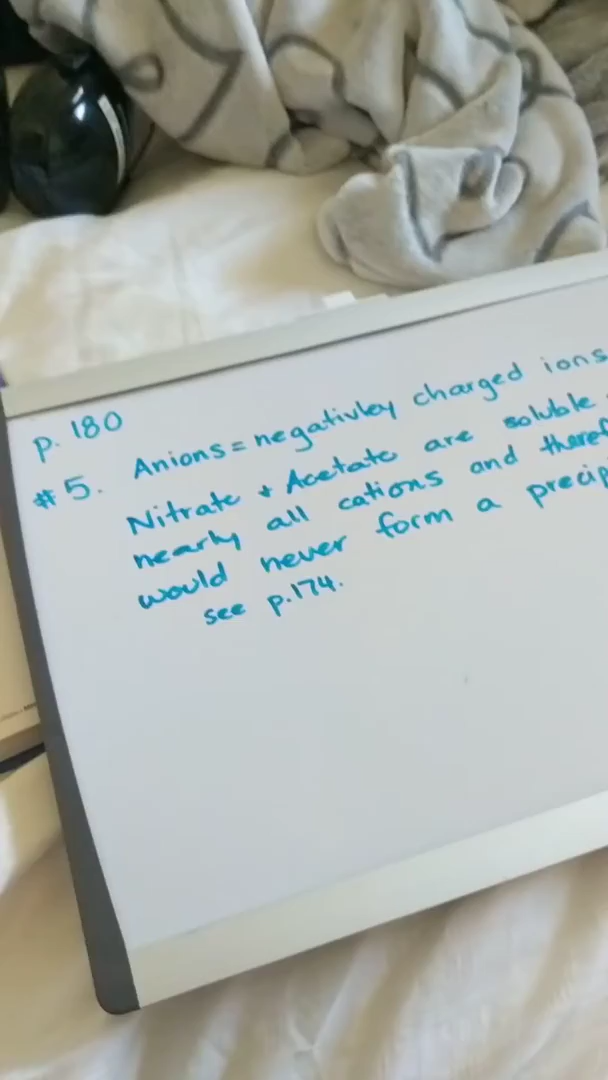 p. 180
#5. Anions = negativley charged ions
Nitrate + Acetate are soluble
nearly all cations and
would never form a
see p.174.